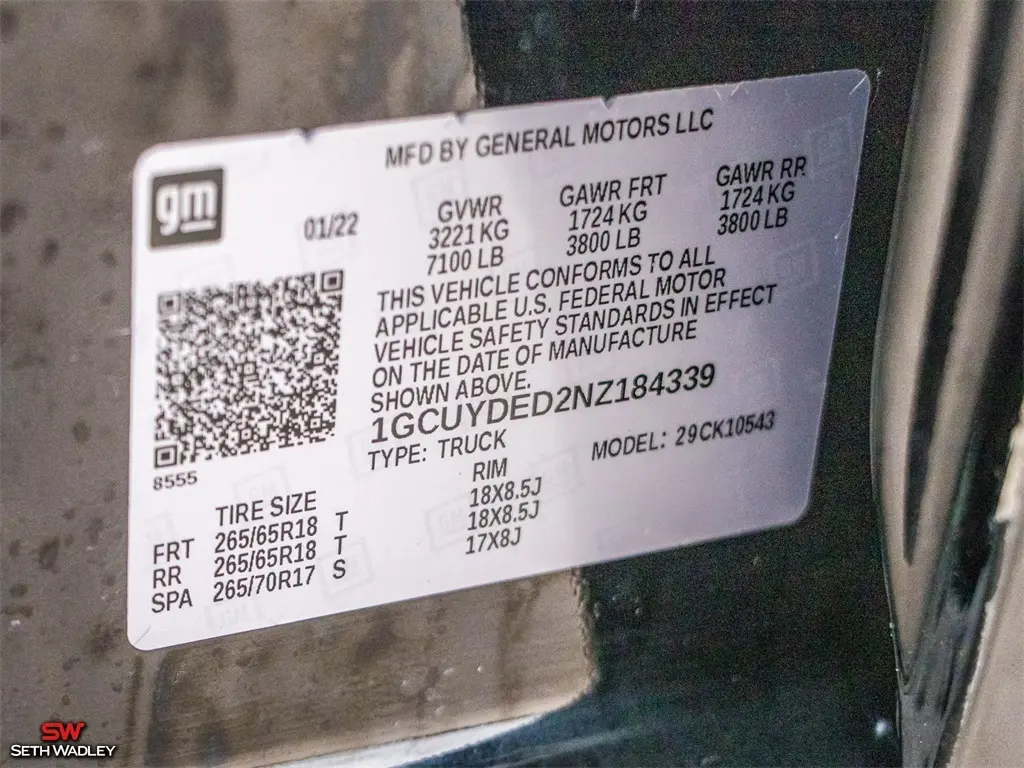 MFD BY GENERAL MOTORS LLC
gm
01/22
GVWR GAWR FRT GAWR RR
3221 KG 1724 KG 1724 KG
7100 LB 3800 LB 3800 LB
THIS VEHICLE CONFORMS TO ALL
APPLICABLE U.S. FEDERAL MOTOR
VEHICLE SAFETY STANDARDS IN EFFECT
ON THE DATE OF MANUFACTURE
SHOWN ABOVE.
1GCUYDED2NZ184339
TYPE: TRUCK MODEL: 29CK10543
8555
TIRE SIZE RIM
FRT 265/65R18 T 18X8.5J
RR 265/65R18 T 18X8.5J
SPA 265/70R17 S 17X8J
SW
SETH WADLEY